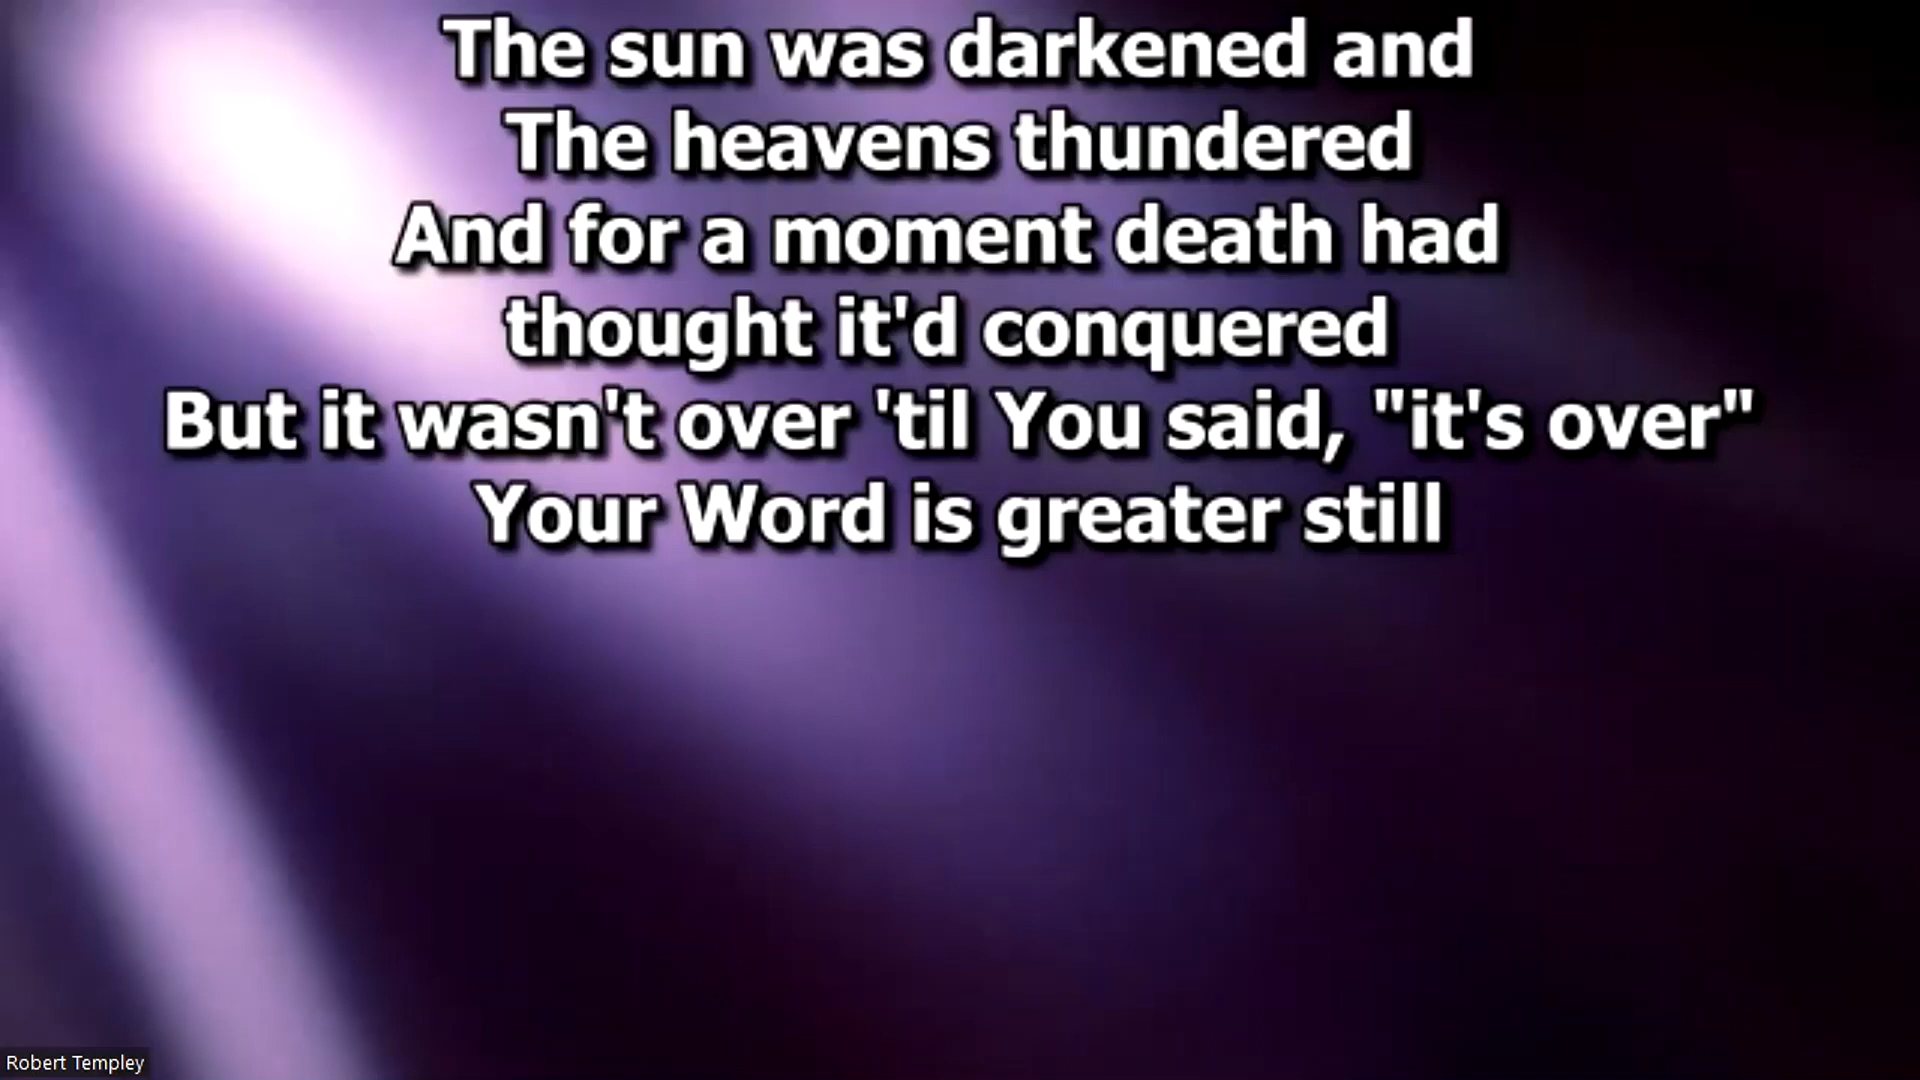 The sun was darkened and
The heavens thundered
And for a moment death had
thought it'd conquered
But it wasn't over 'til You said, "it's over"
Your Word is greater still
Robert Templey